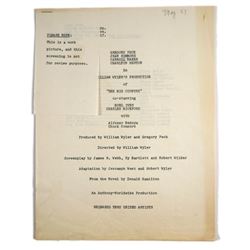 PLEASE NOTE:
This is a work
picture, and this
screening is not
for review purposes.
GREGORY PECK
JEAN SIMMONS
CARROLL BAKER
CHARLTON HESTON
in
WILLIAM WYLER'S PRODUCTION
of
"THE BIG COUNTRY"
co-starring
BURL IVES
CHARLES BICKFORD
with
Alfonso Bedoya
Chuck Connors
Produced by William Wyler and Gregory Peck
Directed by William Wyler
Screenplay by James R. Webb, Sy Bartlett and Robert Wilder
Adaptation by Jessamyn West and Robert Wyler
From the Novel by Donald Hamilton
An Anthony-Worldwide Production
RELEASED THRU UNITED ARTISTS